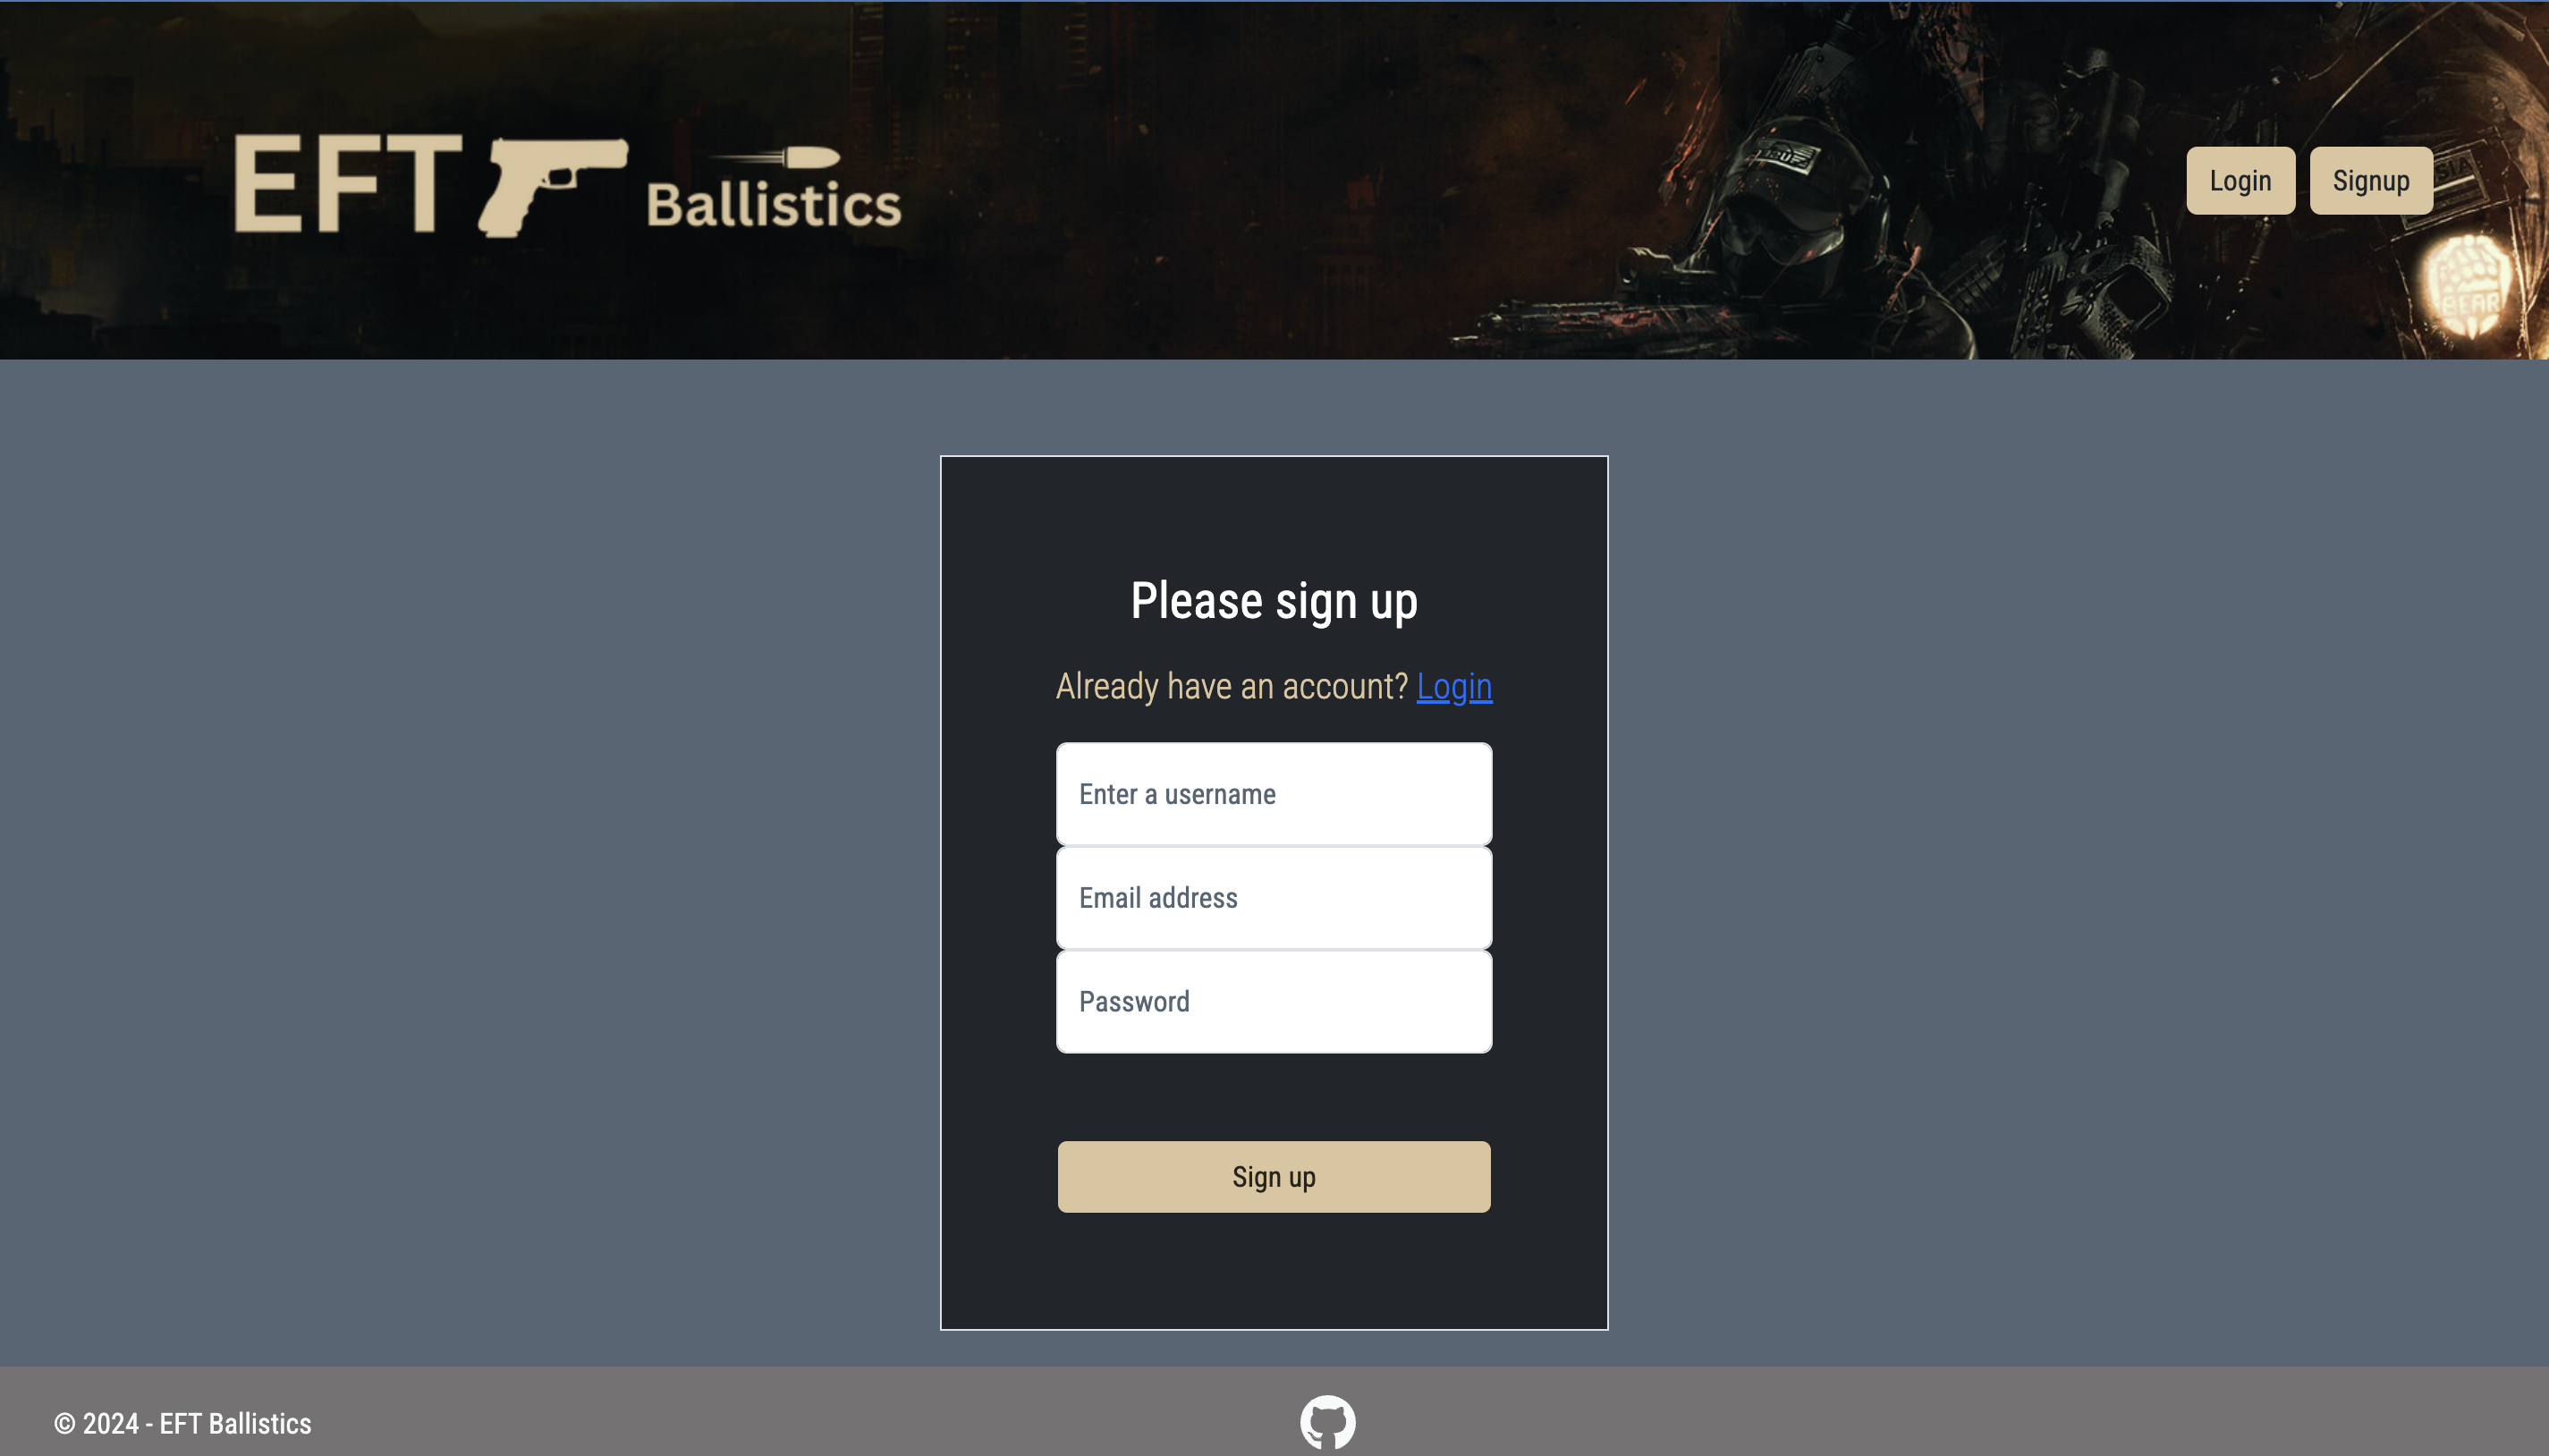 EFT Ballistics
Login
Signup
BEAR
Please sign up
Already have an account? Login
Enter a username
Email address
Password
Sign up
© 2024 - EFT Ballistics